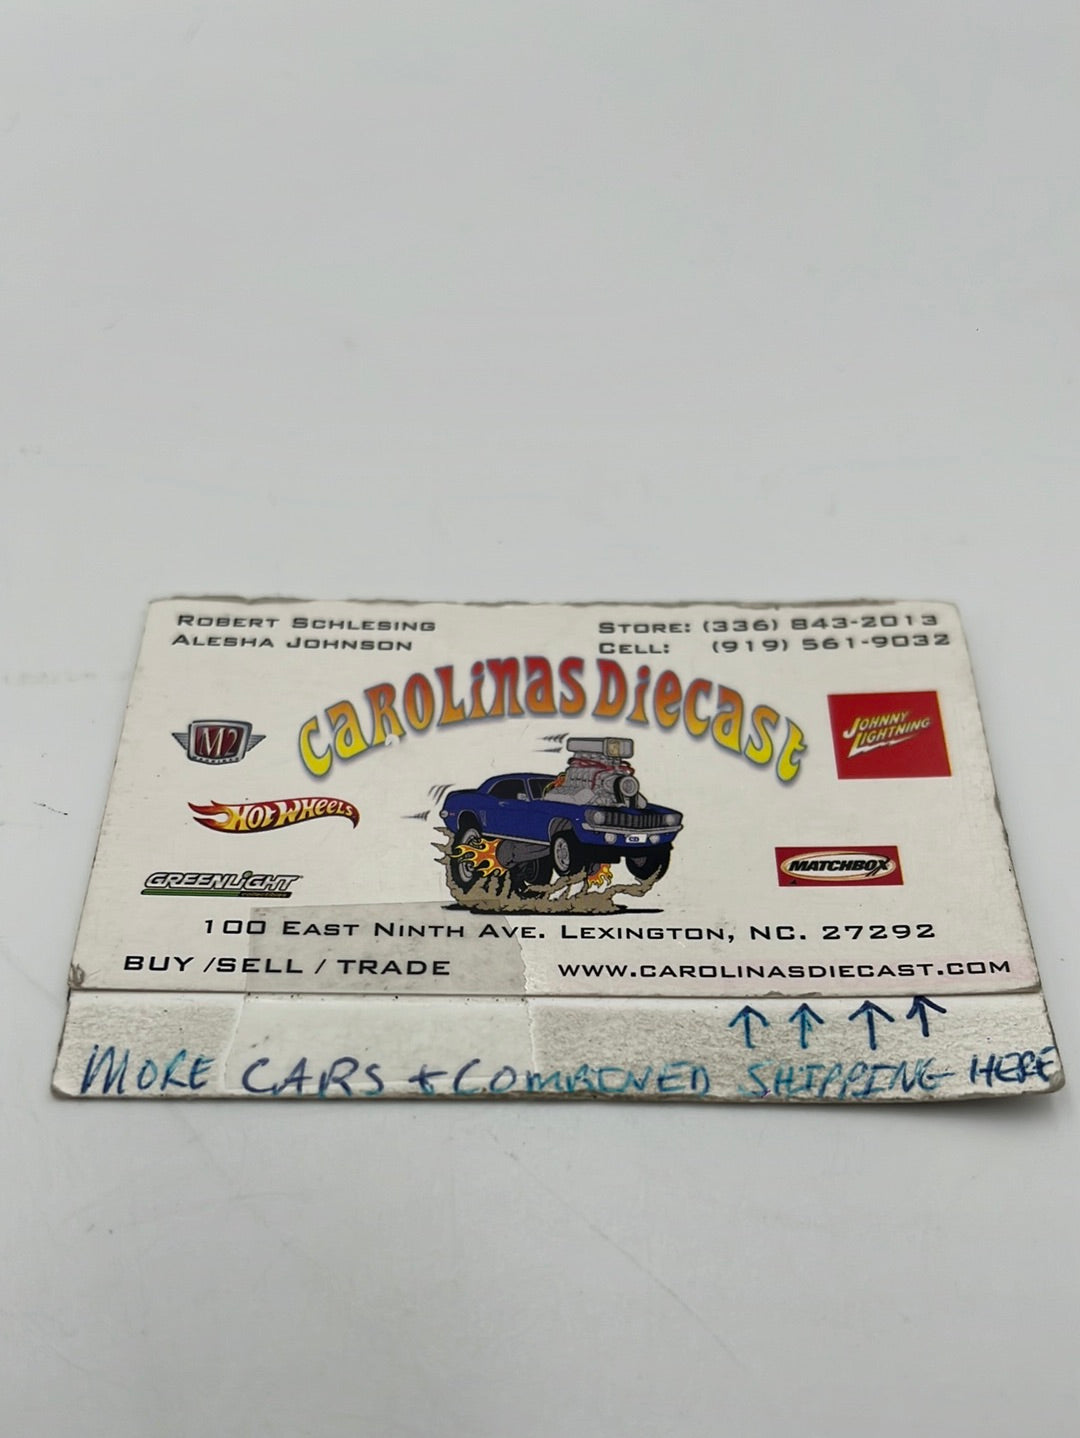 ROBERT SCHLESING
ALESHA JOHNSON
STORE: (336) 843-2013
CELL: (919) 561-9032
CAROLINAS DIECAST
M2
HOT WHEELS
GREENLIGHT
JOHNNY
LIGHTNING
MATCHBOX
CD
100 EAST NINTH AVE. LEXINGTON, NC. 27292
BUY /SELL / TRADE
WWW.CAROLINASDIECAST.COM
MORE CARS + COMBINED SHIPPING HERE